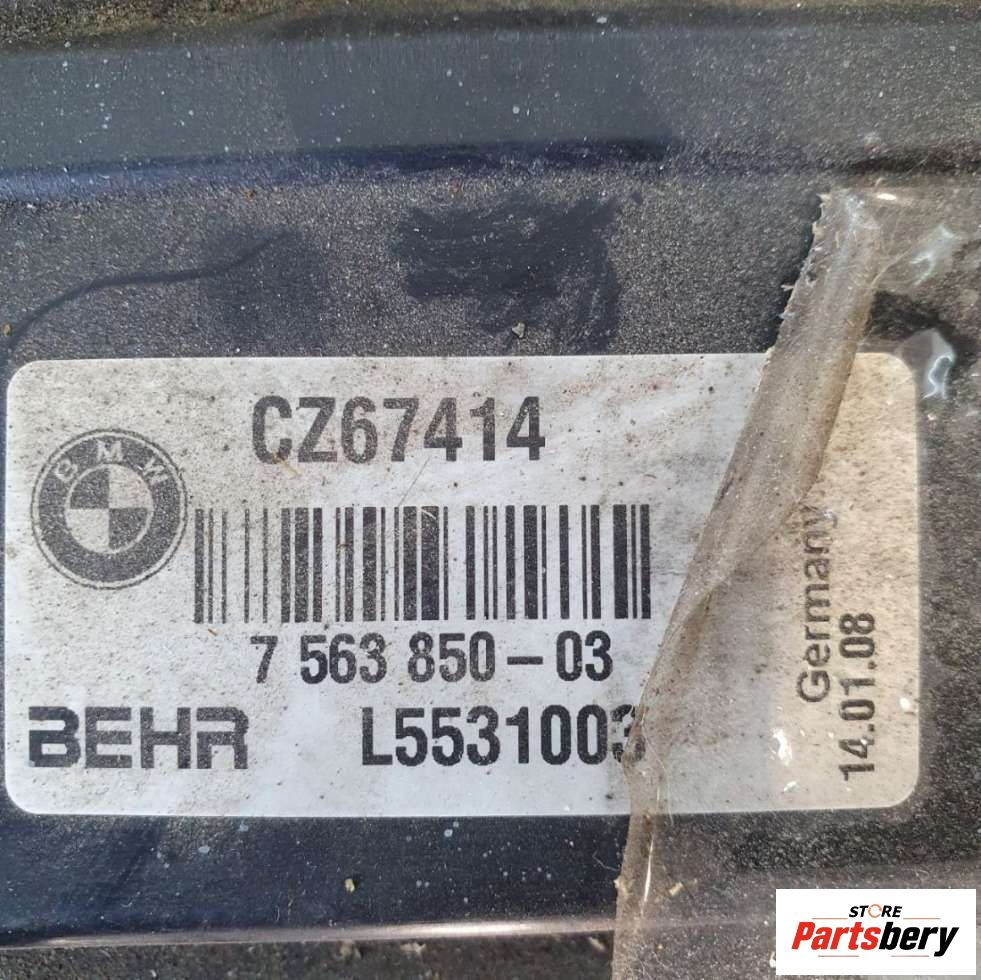 CZ67414
BMW
7 563 850-03
BEHR L5531003
Germany
14.01.08
STORE
Partsbery